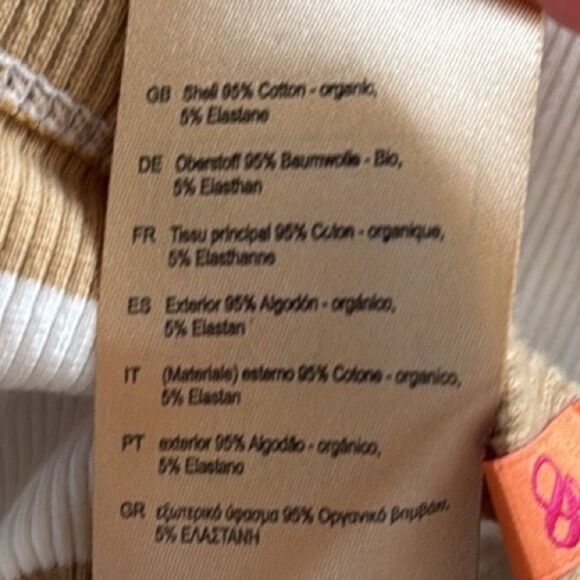 GB Shell 95% Cotton - organic,
5% Elastane
DE Oberstoff 95% Baumwolle - Bio,
5% Elasthan
FR Tissu principal 95% Coton - organique,
5% Elasthanne
ES Exterior 95% Algodón - orgánico,
5% Elastan
IT (Materiale) esterno 95% Cotone - organico,
5% Elastan
PT exterior 95% Algodão - orgânico,
5% Elastano
GR εξωτερικό ύφασμα 95% Οργανικό βαμβάκι,
5% ΕΛΑΣΤΑΝΗ